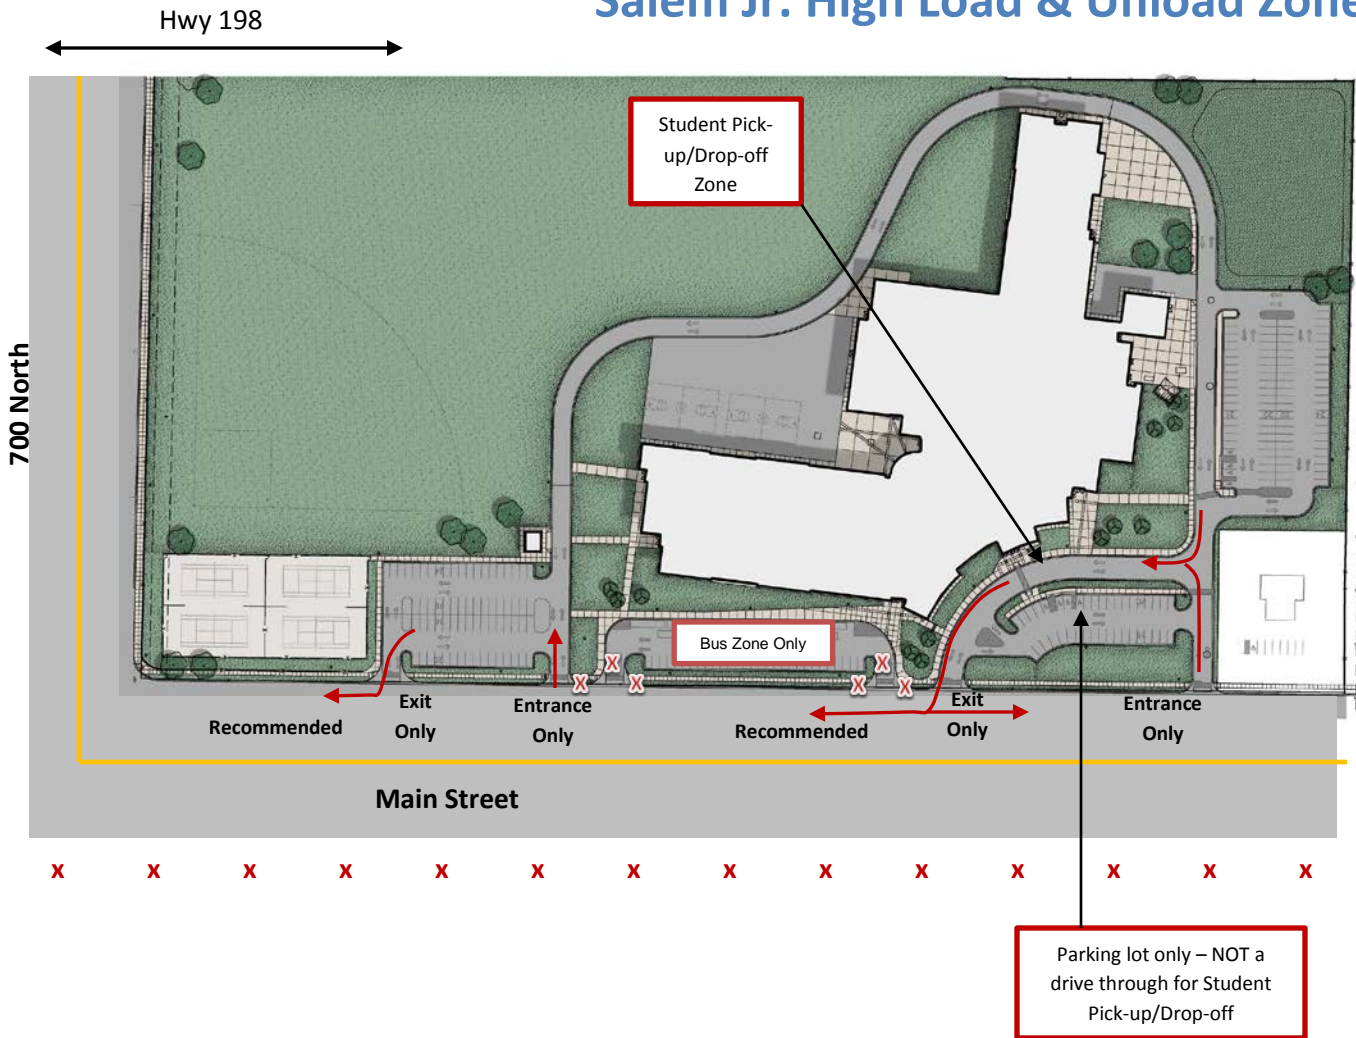 Salem Jr. High Load & Unload Zone
Hwy 198
Student Pick-
up/Drop-off
Zone
700 North
Bus Zone Only
Exit
Only
Entrance
Only
Recommended
Recommended
Exit
Only
Entrance
Only
Main Street
x x x x x x x x x x x x x x
Parking lot only – NOT a
drive through for Student
Pick-up/Drop-off